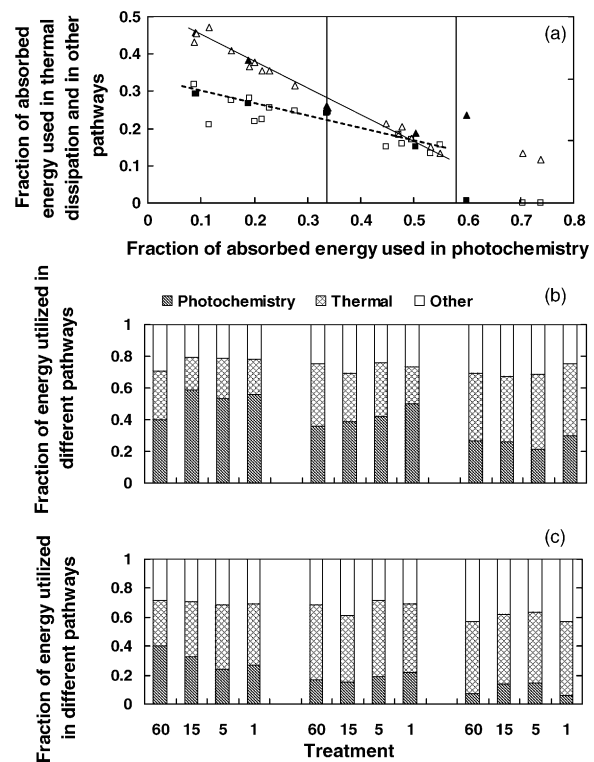 Fraction of absorbed
energy used in thermal
dissipation and in other
pathways
0.5
0.4
0.3
0.2
0.1
0
(a)
0 0.1 0.2 0.3 0.4 0.5 0.6 0.7 0.8
Fraction of absorbed energy used in photochemistry
Photochemistry Thermal Other
(b)
Fraction of energy utilized in
different pathways
1
0.8
0.6
0.4
0.2
0
(c)
Fraction of energy utilized
in different pathways
1
0.8
0.6
0.4
0.2
0
60 15 5 1 60 15 5 1 60 15 5 1
Treatment